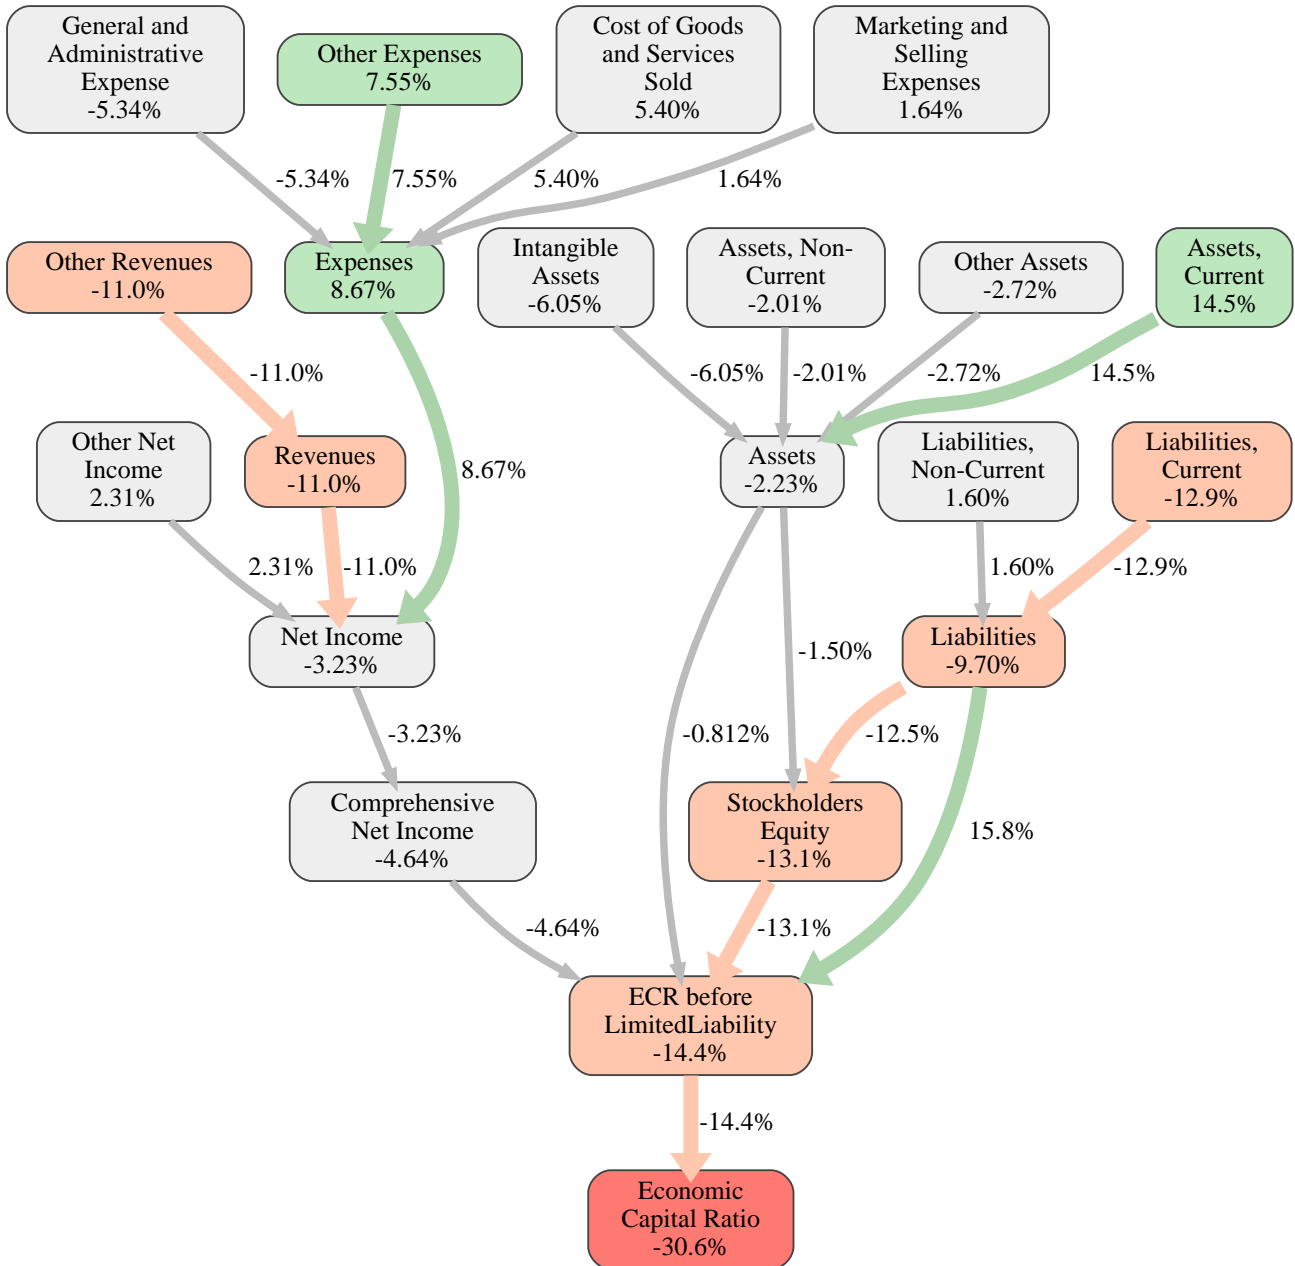 General and
Administrative
Expense
-5.34%
Other Expenses
7.55%
Cost of Goods
and Services
Sold
5.40%
Marketing and
Selling
Expenses
1.64%
-5.34%
7.55%
5.40%
1.64%
Other Revenues
-11.0%
Expenses
8.67%
Intangible
Assets
-6.05%
Assets, Non-
Current
-2.01%
Other Assets
-2.72%
Assets,
Current
14.5%
-11.0%
-6.05%
-2.01%
-2.72%
14.5%
Other Net
Income
2.31%
Revenues
-11.0%
8.67%
Assets
-2.23%
Liabilities,
Non-Current
1.60%
Liabilities,
Current
-12.9%
2.31%
-11.0%
1.60%
-12.9%
Net Income
-3.23%
-1.50%
Liabilities
-9.70%
-3.23%
-0.812%
-12.5%
Comprehensive
Net Income
-4.64%
Stockholders
Equity
-13.1%
15.8%
-4.64%
-13.1%
ECR before
LimitedLiability
-14.4%
-14.4%
Economic
Capital Ratio
-30.6%